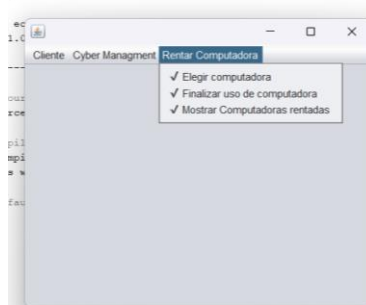 Cliente Cyber Managment Rentar Computadora
✓ Elegir computadora
✓ Finalizar uso de computadora
✓ Mostrar Computadoras rentadas